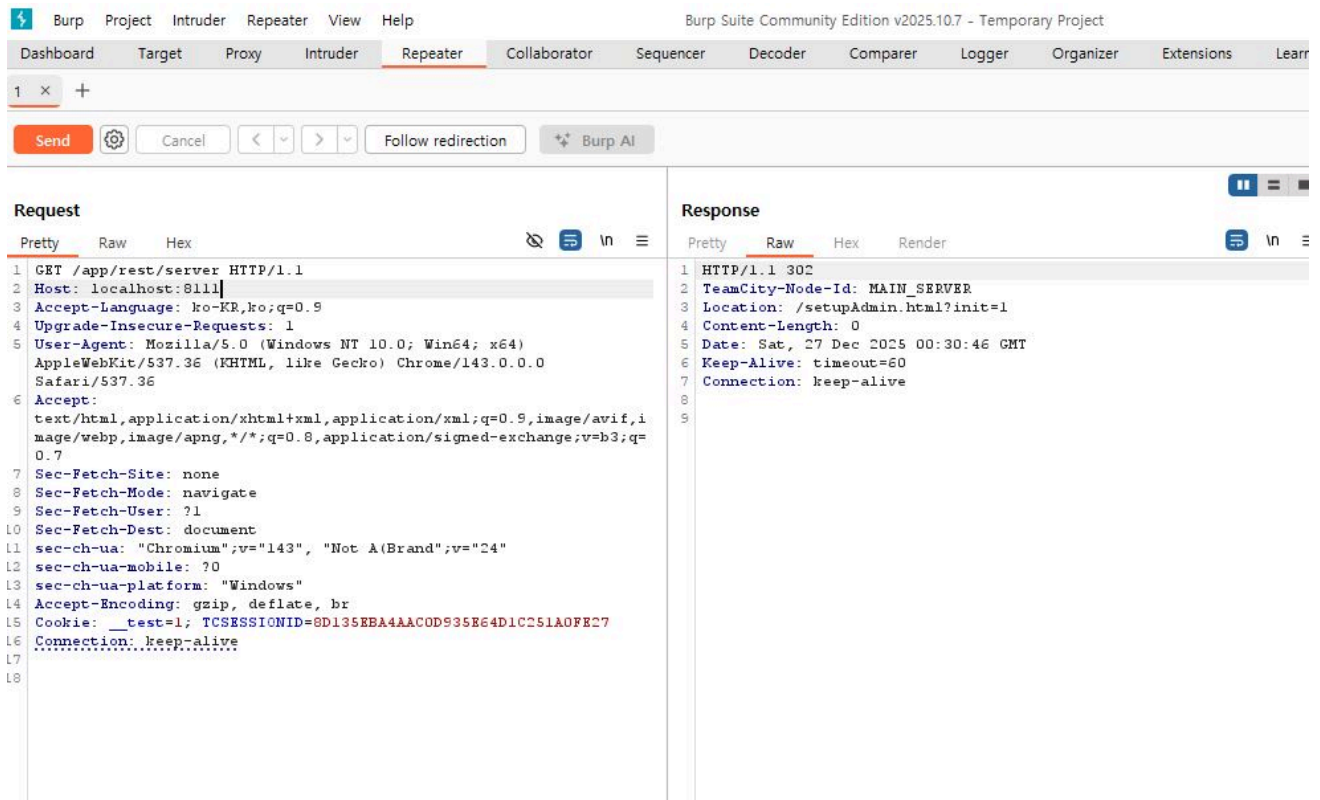 Burp Project Intruder Repeater View Help Burp Suite Community Edition v2025.10.7 - Temporary Project
Dashboard Target Proxy Intruder Repeater Collaborator Sequencer Decoder Comparer Logger Organizer Extensions Learn
1 × +
Send Cancel < > Follow redirection Burp AI
Request
Pretty Raw Hex \n
1 GET /app/rest/server HTTP/1.1
2 Host: localhost:8111
3 Accept-Language: ko-KR,ko;q=0.9
4 Upgrade-Insecure-Requests: 1
5 User-Agent: Mozilla/5.0 (Windows NT 10.0; Win64; x64)
AppleWebKit/537.36 (KHTML, like Gecko) Chrome/143.0.0.0
Safari/537.36
6 Accept:
text/html,application/xhtml+xml,application/xml;q=0.9,image/avif,i
mage/webp,image/apng,*/*;q=0.8,application/signed-exchange;v=b3;q=
0.7
7 Sec-Fetch-Site: none
8 Sec-Fetch-Mode: navigate
9 Sec-Fetch-User: ?1
10 Sec-Fetch-Dest: document
11 sec-ch-ua: "Chromium";v="143", "Not A(Brand";v="24"
12 sec-ch-ua-mobile: ?0
13 sec-ch-ua-platform: "Windows"
14 Accept-Encoding: gzip, deflate, br
15 Cookie: __test=1; TCSESSIONID=8D135EBA4AAC0D935E64D1C251A0FE27
16 Connection: keep-alive
17
18
Response
Pretty Raw Hex Render \n
1 HTTP/1.1 302
2 TeamCity-Node-Id: MAIN_SERVER
3 Location: /setupAdmin.html?init=1
4 Content-Length: 0
5 Date: Sat, 27 Dec 2025 00:30:46 GMT
6 Keep-Alive: timeout=60
7 Connection: keep-alive
8
9